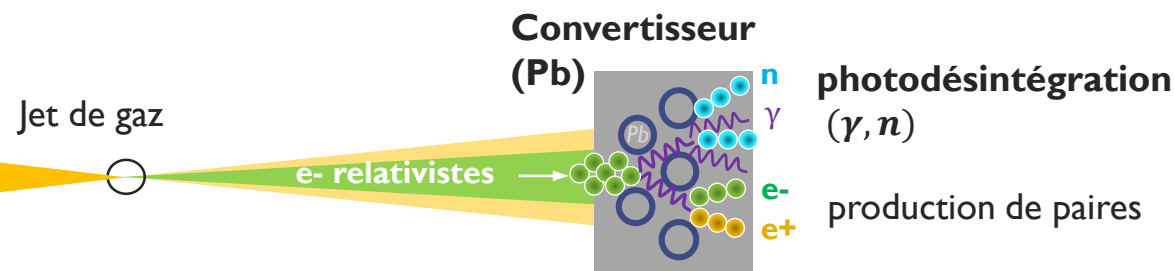 Convertisseur
(Pb)
Jet de gaz
Pb
e- relativistes
n
γ
e-
e+
photodésintégration
(γ, n)
production de paires